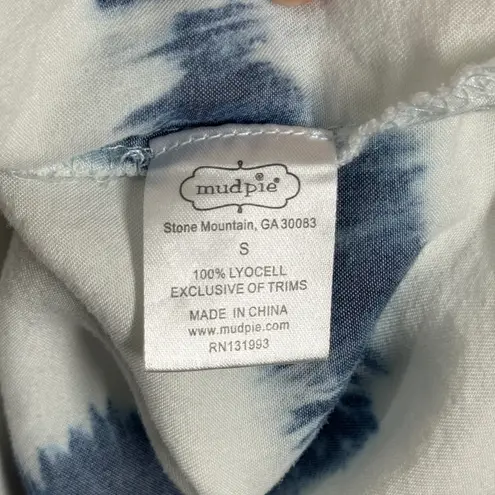 mudpie®
Stone Mountain, GA 30083
S
100% LYOCELL
EXCLUSIVE OF TRIMS
MADE IN CHINA
www.mudpie.com
RN131993